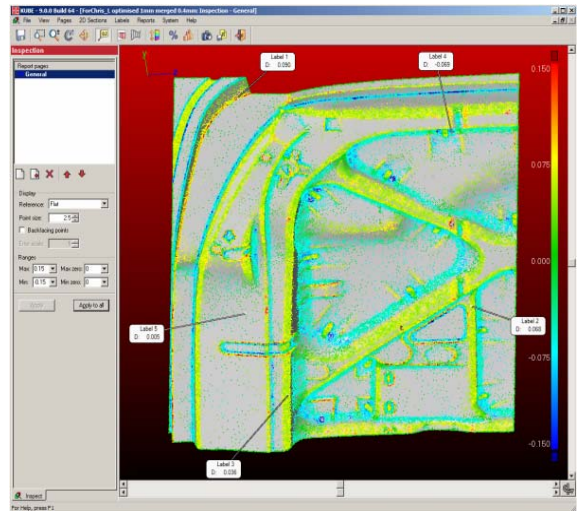 KUBE - 9.0.0 Build 64 - [ForChris_L optimised 1mm merged 0.4mm Inspection - General]
File View Pages 2D Sections Labels Reports System Help
Inspection
Report pages
General
Display
Reference: Flat
Point size: 2.5
Backfacing points
Ranges
Max 0.15 Max zero 0
Min -0.15 Min zero: 0
Apply to all
Inspect
For Help, press F1
Label 1
D: 0.090
Label 4
D: -0.069
Label 2
D: 0.068
Label 5
D: 0.005
Label 3
D: 0.036
0.150
0.075
0.000
-0.075
-0.150
Y